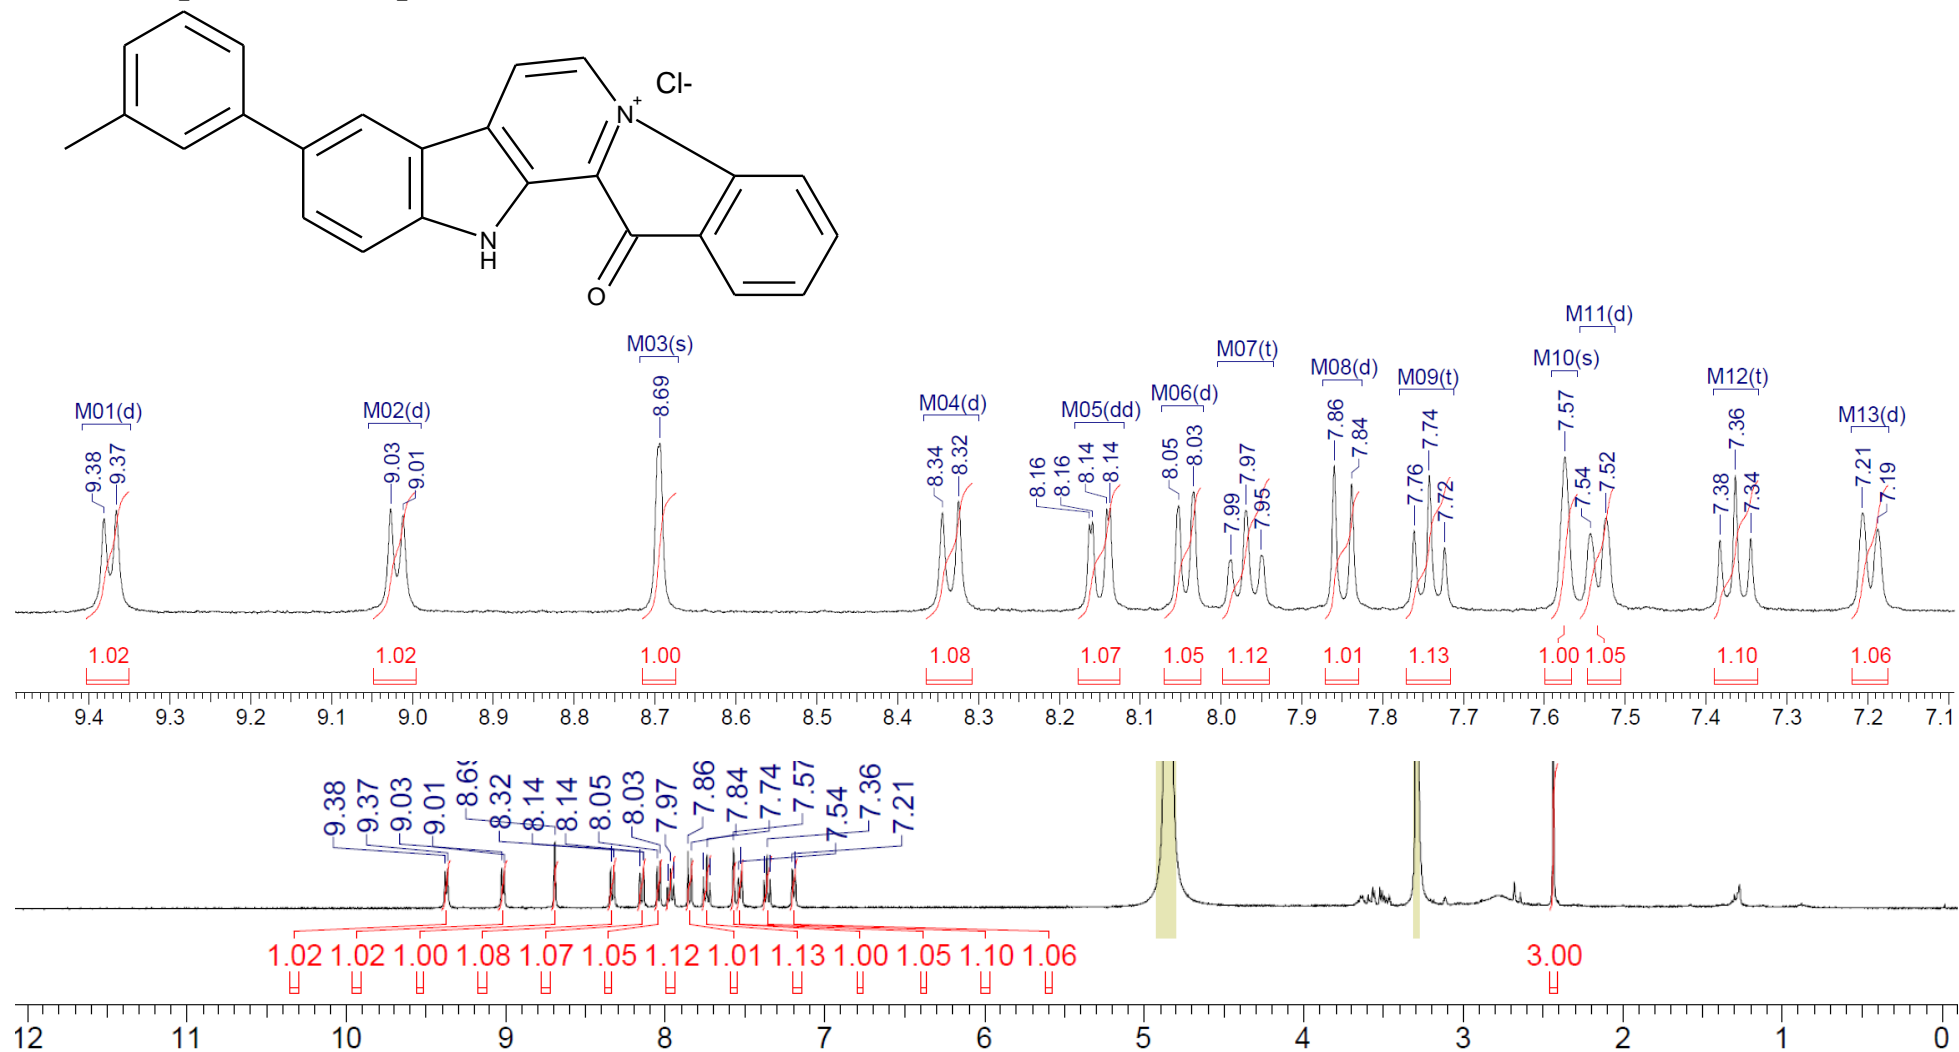 Cl-
N+
N
H
O
M11(d)
M03(s) M07(t) M10(s)
M08(d) M09(t) M12(t)
M01(d) M02(d) M04(d) M05(dd) M06(d) M13(d)
9.38 9.37 9.03 9.01 8.69 8.34 8.32 8.16 8.16 8.14 8.14 8.05 8.03 7.99 7.97 7.95 7.86 7.84 7.76 7.74 7.72 7.57 7.54 7.52 7.38 7.36 7.34 7.21 7.19
1.02 1.02 1.00 1.08 1.07 1.05 1.12 1.01 1.13 1.00 1.05 1.10 1.06
9.4 9.3 9.2 9.1 9.0 8.9 8.8 8.7 8.6 8.5 8.4 8.3 8.2 8.1 8.0 7.9 7.8 7.7 7.6 7.5 7.4 7.3 7.2 7.1
9.38 9.37 9.03 9.01 8.32 8.14 8.14 8.05 8.03 7.97 7.86 7.84 7.74 7.57 7.54 7.36 7.21
1.02 1.02 1.00 1.08 1.07 1.05 1.12 1.01 1.13 1.00 1.05 1.10 1.06 3.00
12 11 10 9 8 7 6 5 4 3 2 1 0